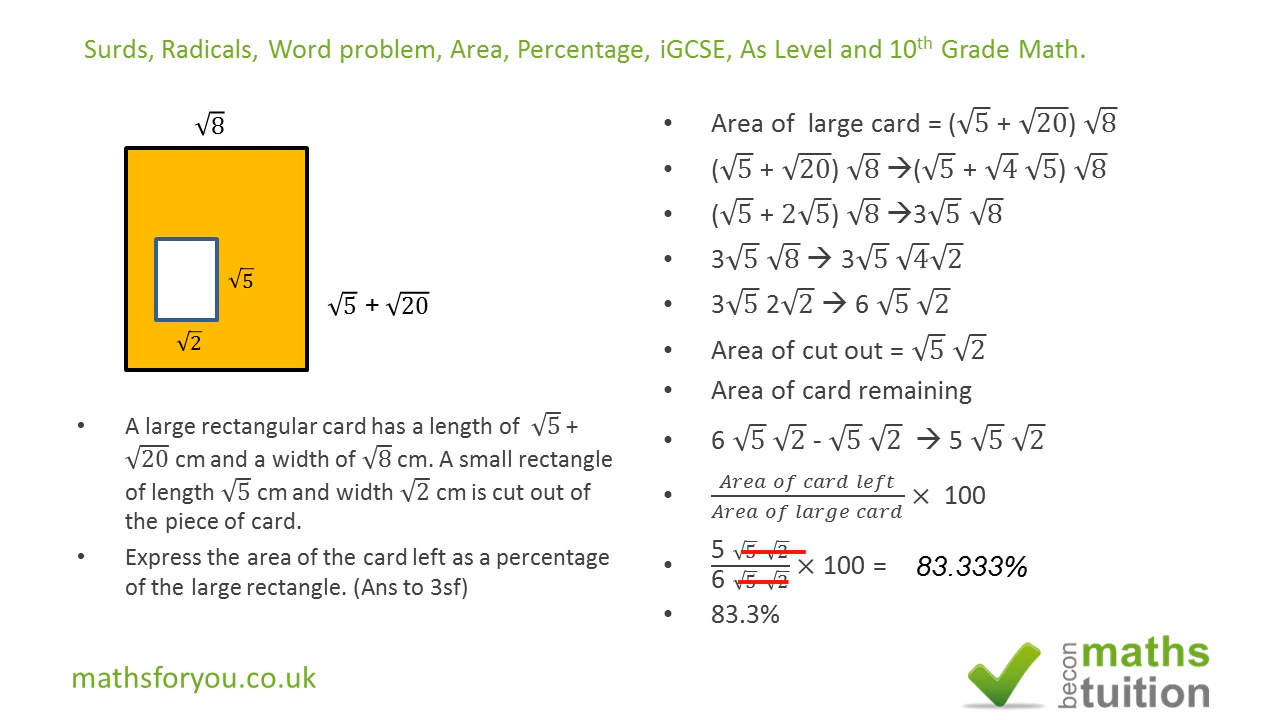 Surds, Radicals, Word problem, Area, Percentage, iGCSE, As Level and 10th Grade Math.
√8
√5
√2
√5 + √20
• A large rectangular card has a length of √5 +
√20 cm and a width of √8 cm. A small rectangle
of length √5 cm and width √2 cm is cut out of
the piece of card.
• Express the area of the card left as a percentage
of the large rectangle. (Ans to 3sf)
• Area of large card = (√5 + √20) √8
• (√5 + √20) √8 →(√5 + √4 √5) √8
• (√5 + 2√5) √8 →3√5 √8
• 3√5 √8 → 3√5 √4√2
• 3√5 2√2 → 6 √5 √2
• Area of cut out = √5 √2
• Area of card remaining
• 6 √5 √2 - √5 √2 → 5 √5 √2
• Area of card left
Area of large card × 100
• 5 √5 √2
6 √5 √2 × 100 = 83.333%
• 83.3%
mathsforyou.co.uk
becon
maths
tuition